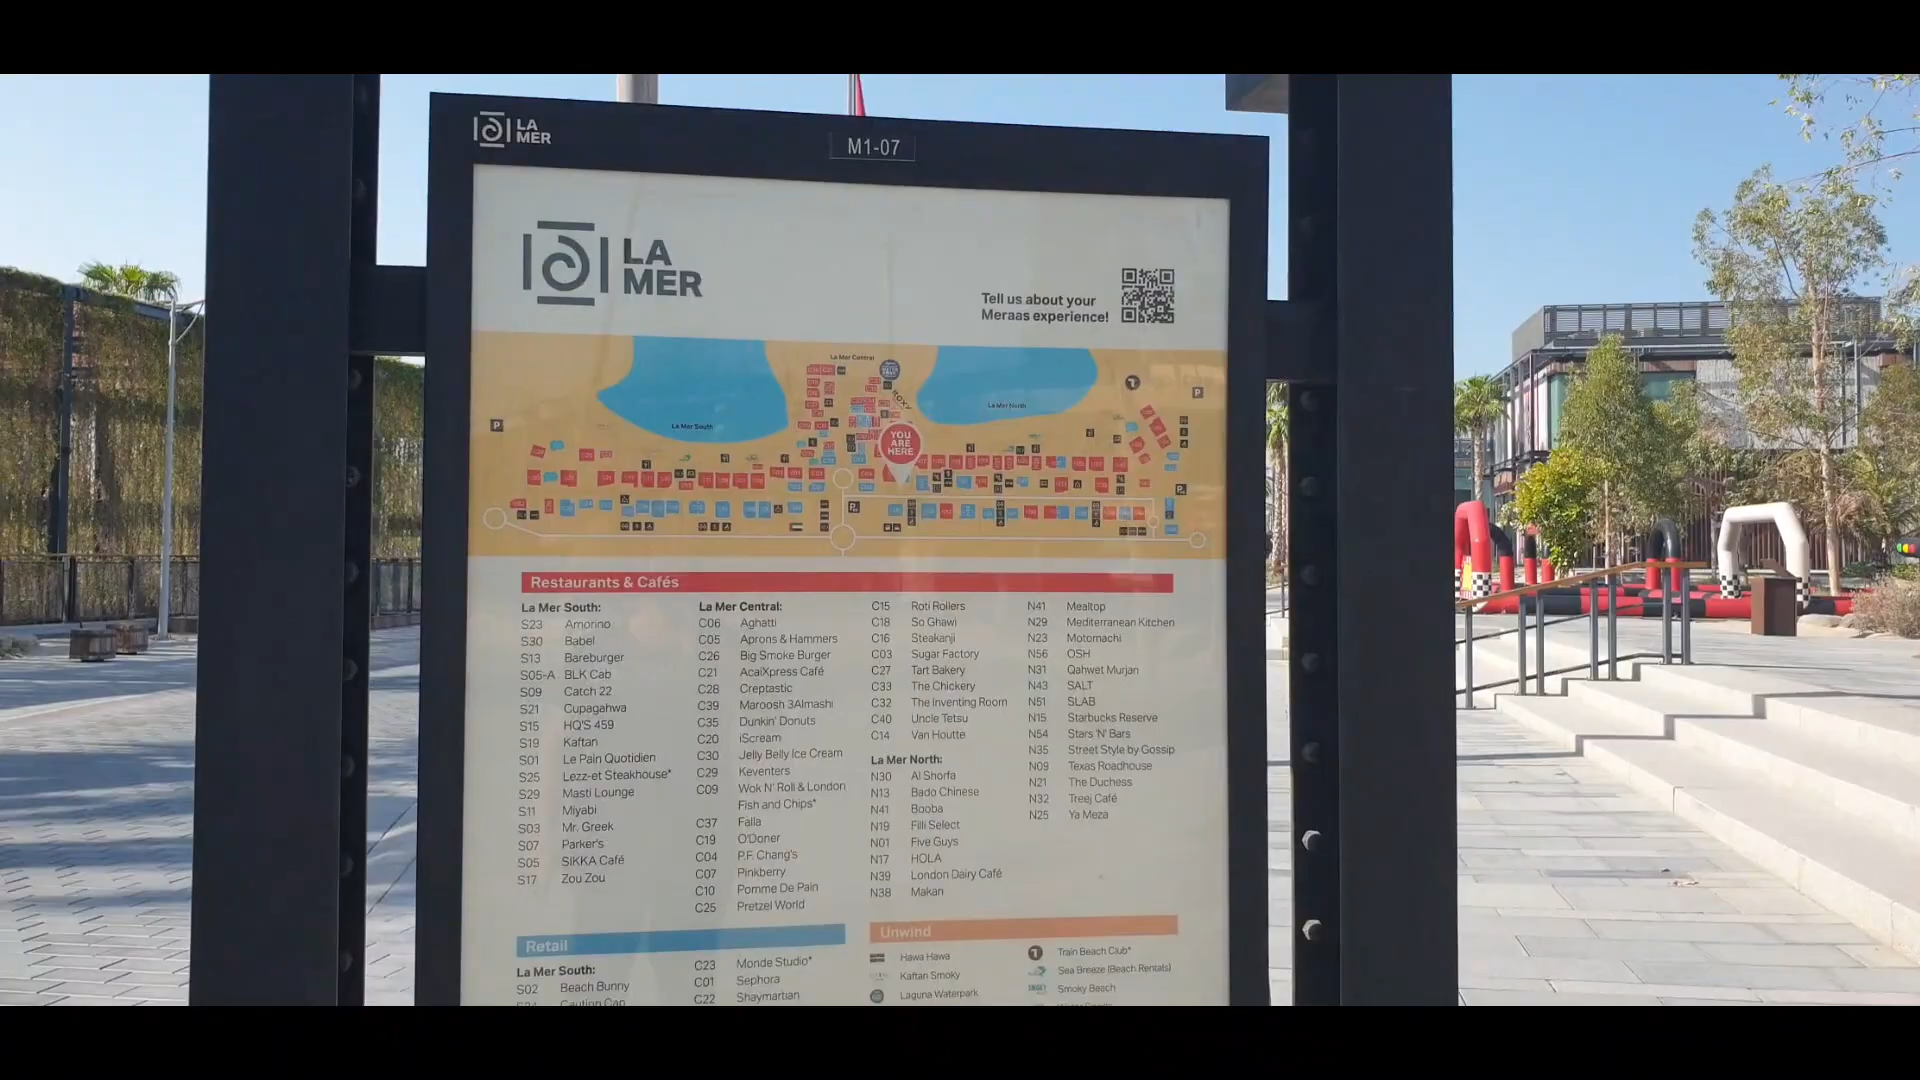 LA
MER
M1-07
LA
MER
Tell us about your
Meraas experience!
La Mer Central
La Mer South
La Mer North
ROXY
YOU
ARE
HERE
P
P
P
P
Restaurants & Cafés
La Mer South:
S23 Amorino
S30 Babel
S13 Bareburger
S05-A BLK Cab
S09 Catch 22
S21 Cupagahwa
S15 HQ'S 459
S19 Kaftan
S01 Le Pain Quotidien
S25 Lezz-et Steakhouse*
S29 Masti Lounge
S11 Miyabi
S03 Mr. Greek
S07 Parker's
S05 SIKKA Café
S17 Zou Zou
La Mer Central:
C06 Aghatti
C05 Aprons & Hammers
C26 Big Smoke Burger
C21 AcaiXpress Café
C28 Creptastic
C39 Maroosh 3Almashi
C35 Dunkin' Donuts
C20 iScream
C30 Jelly Belly Ice Cream
C29 Keventers
C09 Wok N' Roll & London
Fish and Chips*
C37 Falla
C19 O'Doner
C04 P.F. Chang's
C07 Pinkberry
C10 Pomme De Pain
C25 Pretzel World
C15 Roti Rollers
C18 So Ghawi
C16 Steakanji
C03 Sugar Factory
C27 Tart Bakery
C33 The Chickery
C32 The Inventing Room
C40 Uncle Tetsu
C14 Van Houtte
La Mer North:
N30 Al Shorfa
N13 Bado Chinese
N41 Booba
N19 Filli Select
N01 Five Guys
N17 HOLA
N39 London Dairy Café
N38 Makan
N41 Mealtop
N29 Mediterranean Kitchen
N23 Motomachi
N56 OSH
N31 Qahwet Murjan
N43 SALT
N51 SLAB
N15 Starbucks Reserve
N54 Stars 'N' Bars
N35 Street Style by Gossip
N09 Texas Roadhouse
N21 The Duchess
N32 Treej Café
N25 Ya Meza
Retail
La Mer South:
S02 Beach Bunny
C23 Monde Studio*
C01 Sephora
C22 Shaymartian
Unwind
Hawa Hawa
Kaftan Smoky
Laguna Waterpark
Train Beach Club*
Sea Breeze (Beach Rentals)
Smoky Beach